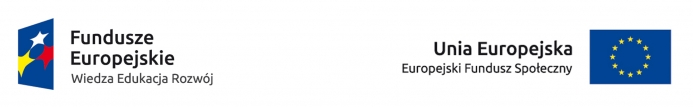 Fundusze
Europejskie
Wiedza Edukacja Rozwój
Unia Europejska
Europejski Fundusz Społeczny